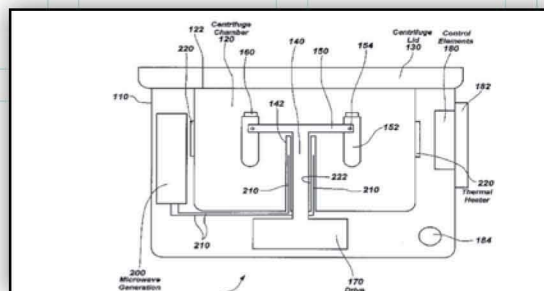 122
220
Centrifuge
Chamber
120
160
140
150
154
Centrifuge
Lid
130
Control
Elements
180
182
110
142
152
222
210
210
220
Thermal
Heater
210
200
Microwave
Generation
170
Drive
184